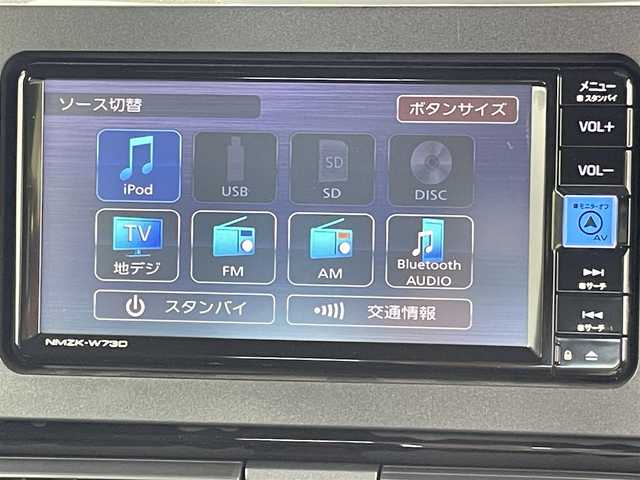 ソース切替
ボタンサイズ
iPod
USB
SD
SD
DISC
TV
地デジ
FM
AM
Bluetooth
AUDIO
スタンバイ
交通情報
NMZK-W73D
メニュー
スタンバイ
VOL+
VOL−
モニターオフ
AV
サーチ
サーチ